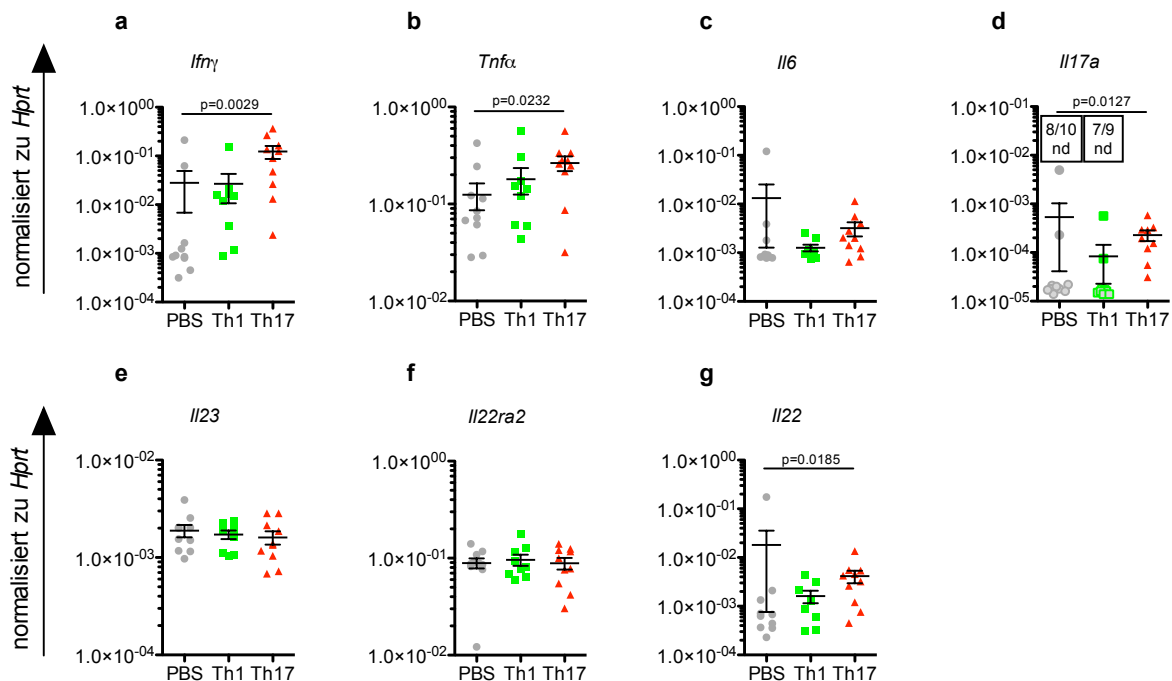 a
Ifnγ
normalisiert zu Hprt
1.0×10⁰⁰
1.0×10⁻⁰¹
1.0×10⁻⁰²
1.0×10⁻⁰³
1.0×10⁻⁰⁴
p=0.0029
PBS Th1 Th17
b
Tnfα
1.0×10⁰⁰
1.0×10⁻⁰¹
1.0×10⁻⁰²
p=0.0232
PBS Th1 Th17
c
Il6
1.0×10⁰⁰
1.0×10⁻⁰¹
1.0×10⁻⁰²
1.0×10⁻⁰³
1.0×10⁻⁰⁴
PBS Th1 Th17
d
Il17a
1.0×10⁻⁰¹
1.0×10⁻⁰²
1.0×10⁻⁰³
1.0×10⁻⁰⁴
1.0×10⁻⁰⁵
p=0.0127
8/10 nd
7/9 nd
PBS Th1 Th17
e
Il23
normalisiert zu Hprt
1.0×10⁻⁰²
1.0×10⁻⁰³
1.0×10⁻⁰⁴
PBS Th1 Th17
f
Il22ra2
1.0×10⁰⁰
1.0×10⁻⁰¹
1.0×10⁻⁰²
PBS Th1 Th17
g
Il22
1.0×10⁰⁰
1.0×10⁻⁰¹
1.0×10⁻⁰²
1.0×10⁻⁰³
1.0×10⁻⁰⁴
p=0.0185
PBS Th1 Th17